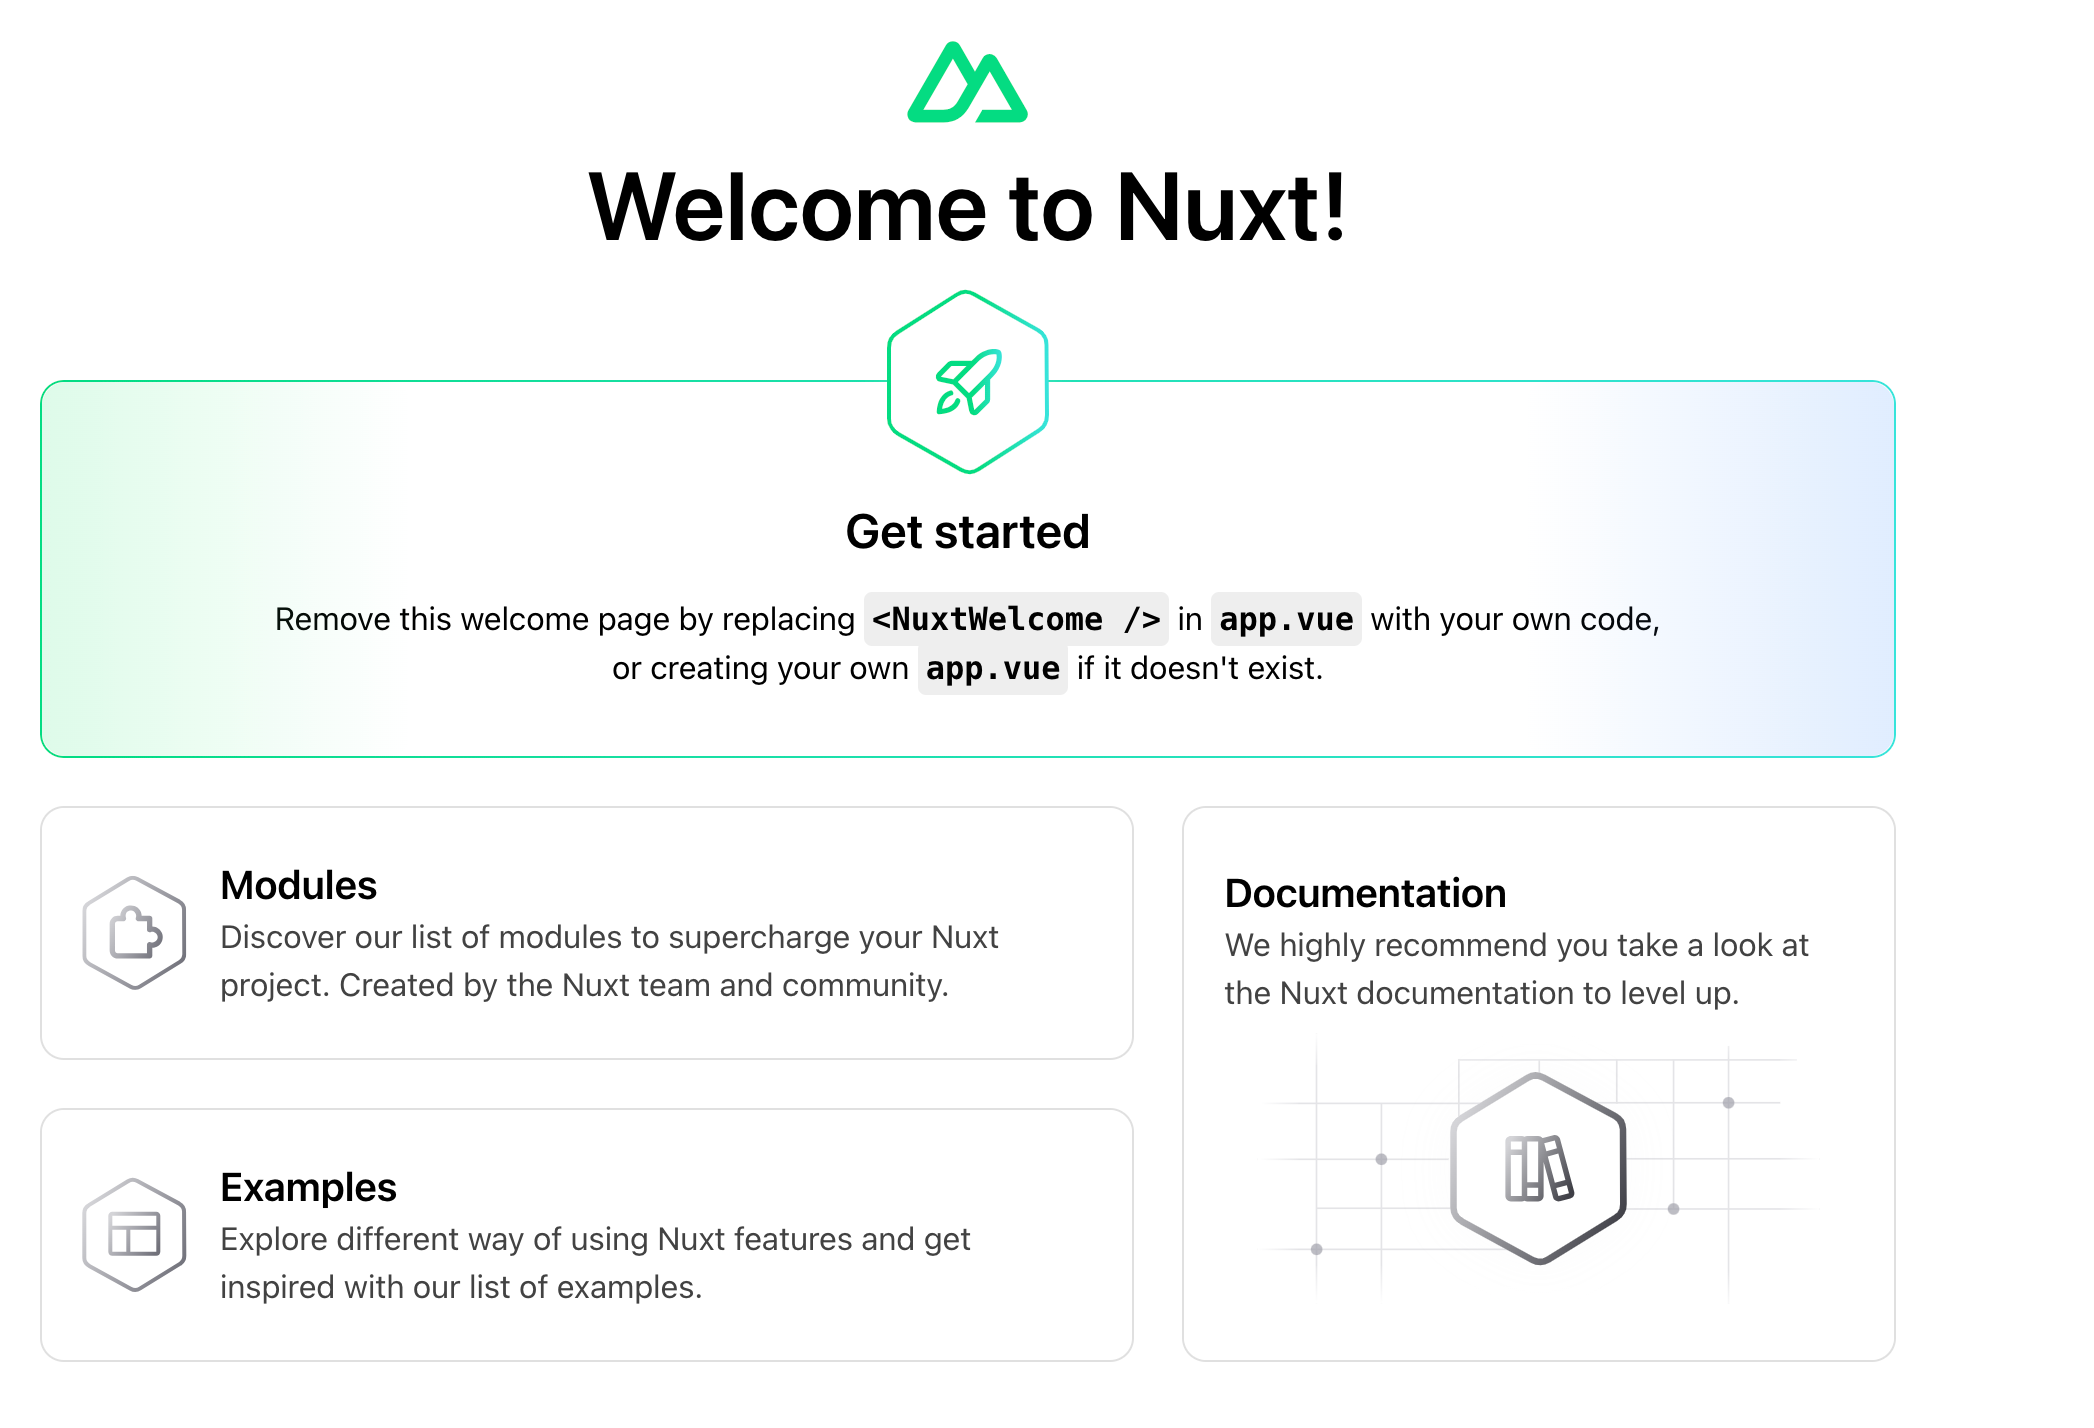 Welcome to Nuxt!
Get started
Remove this welcome page by replacing <NuxtWelcome /> in app.vue with your own code,
or creating your own app.vue if it doesn't exist.
Modules
Discover our list of modules to supercharge your Nuxt
project. Created by the Nuxt team and community.
Examples
Explore different way of using Nuxt features and get
inspired with our list of examples.
Documentation
We highly recommend you take a look at
the Nuxt documentation to level up.